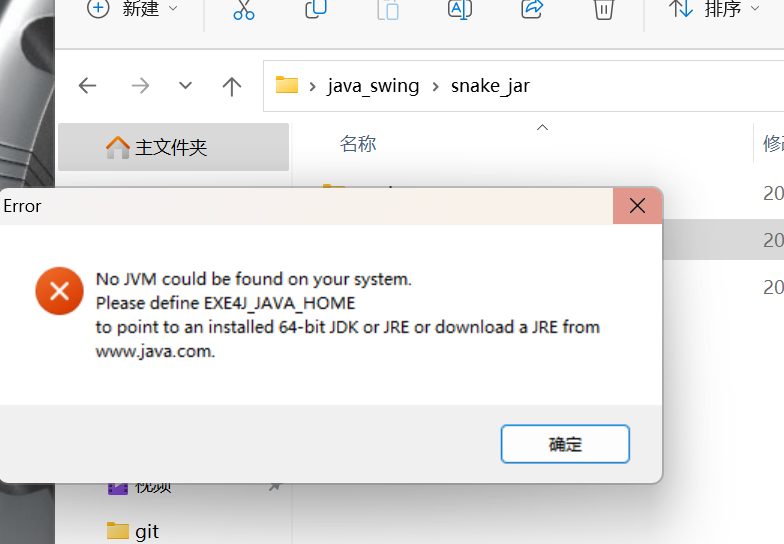 新建
排序
java_swing
snake_jar
主文件夹
名称
Error
20
No JVM could be found on your system.
Please define EXE4J_JAVA_HOME
20
to point to an installed 64-bit JDK or JRE or download a JRE from
www.java.com.
20
确定
视频
git